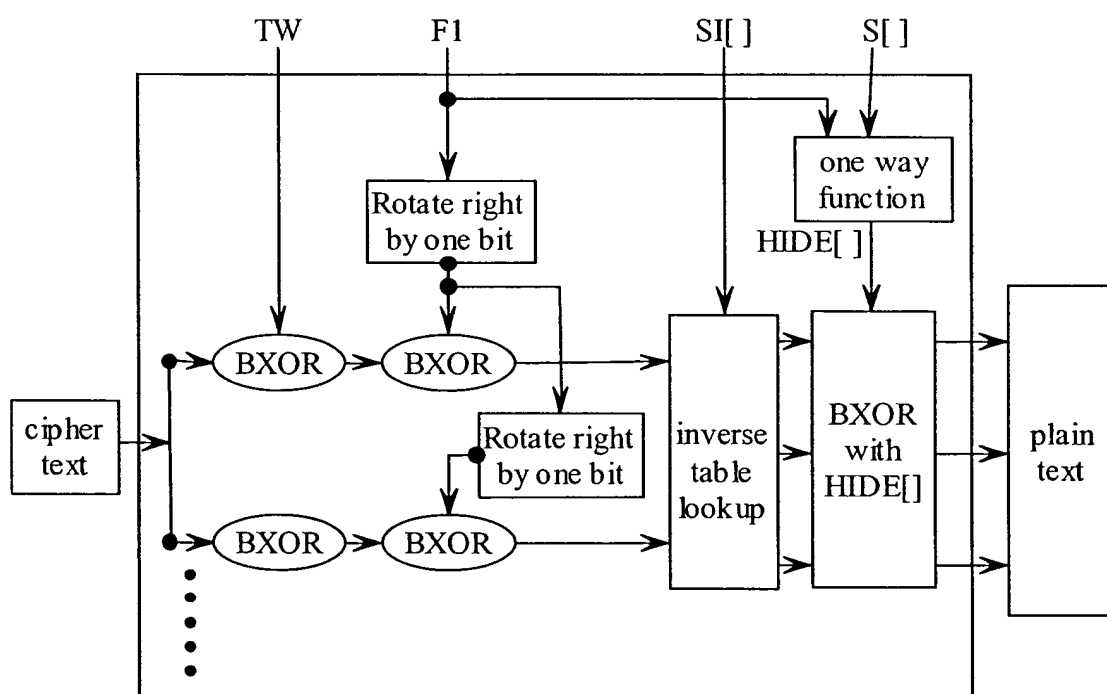 TW
F1
SI[ ]
S[ ]
one way
function
Rotate right
by one bit
HIDE[ ]
BXOR
BXOR
cipher
text
Rotate right
by one bit
inverse
table
lookup
BXOR
with
HIDE[]
plain
text
BXOR
BXOR